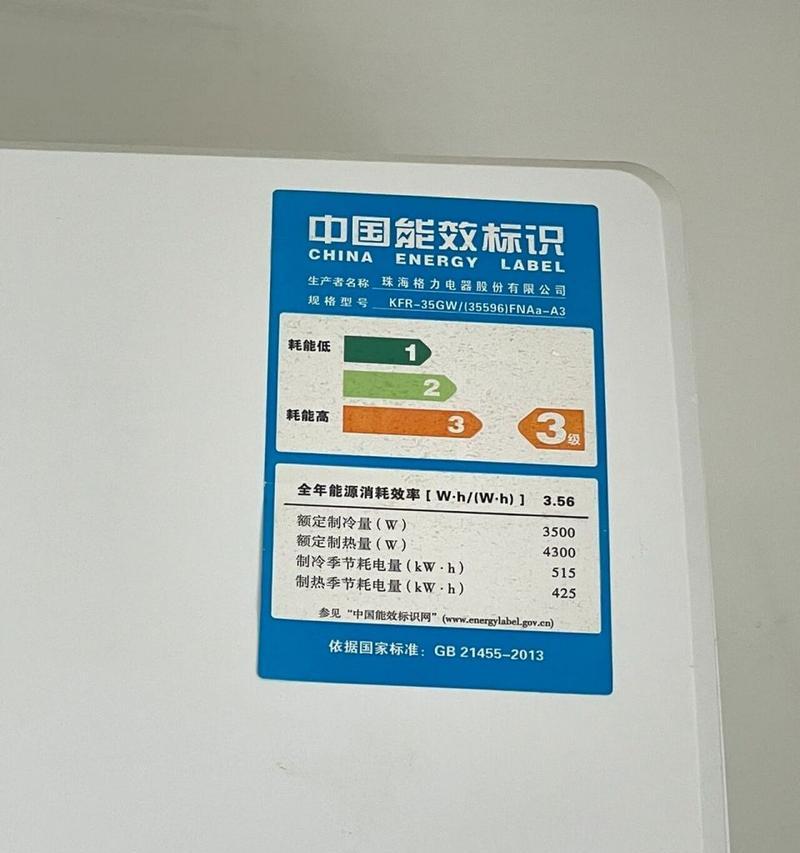 中国能效标识
CHINA ENERGY LABEL
生产者名称 珠海格力电器股份有限公司
规格型号 KFR-35GW/(35596)FNAa-A3
耗能低 1
2
耗能高 3 3级
全年能源消耗效率[W·h/(W·h)] 3.56
额定制冷量(W) 3500
额定制热量(W) 4300
制冷季节耗电量(kW·h) 515
制热季节耗电量(kW·h) 425
参见“中国能效标识网”(www.energylabel.gov.cn)
依据国家标准：GB 21455-2013